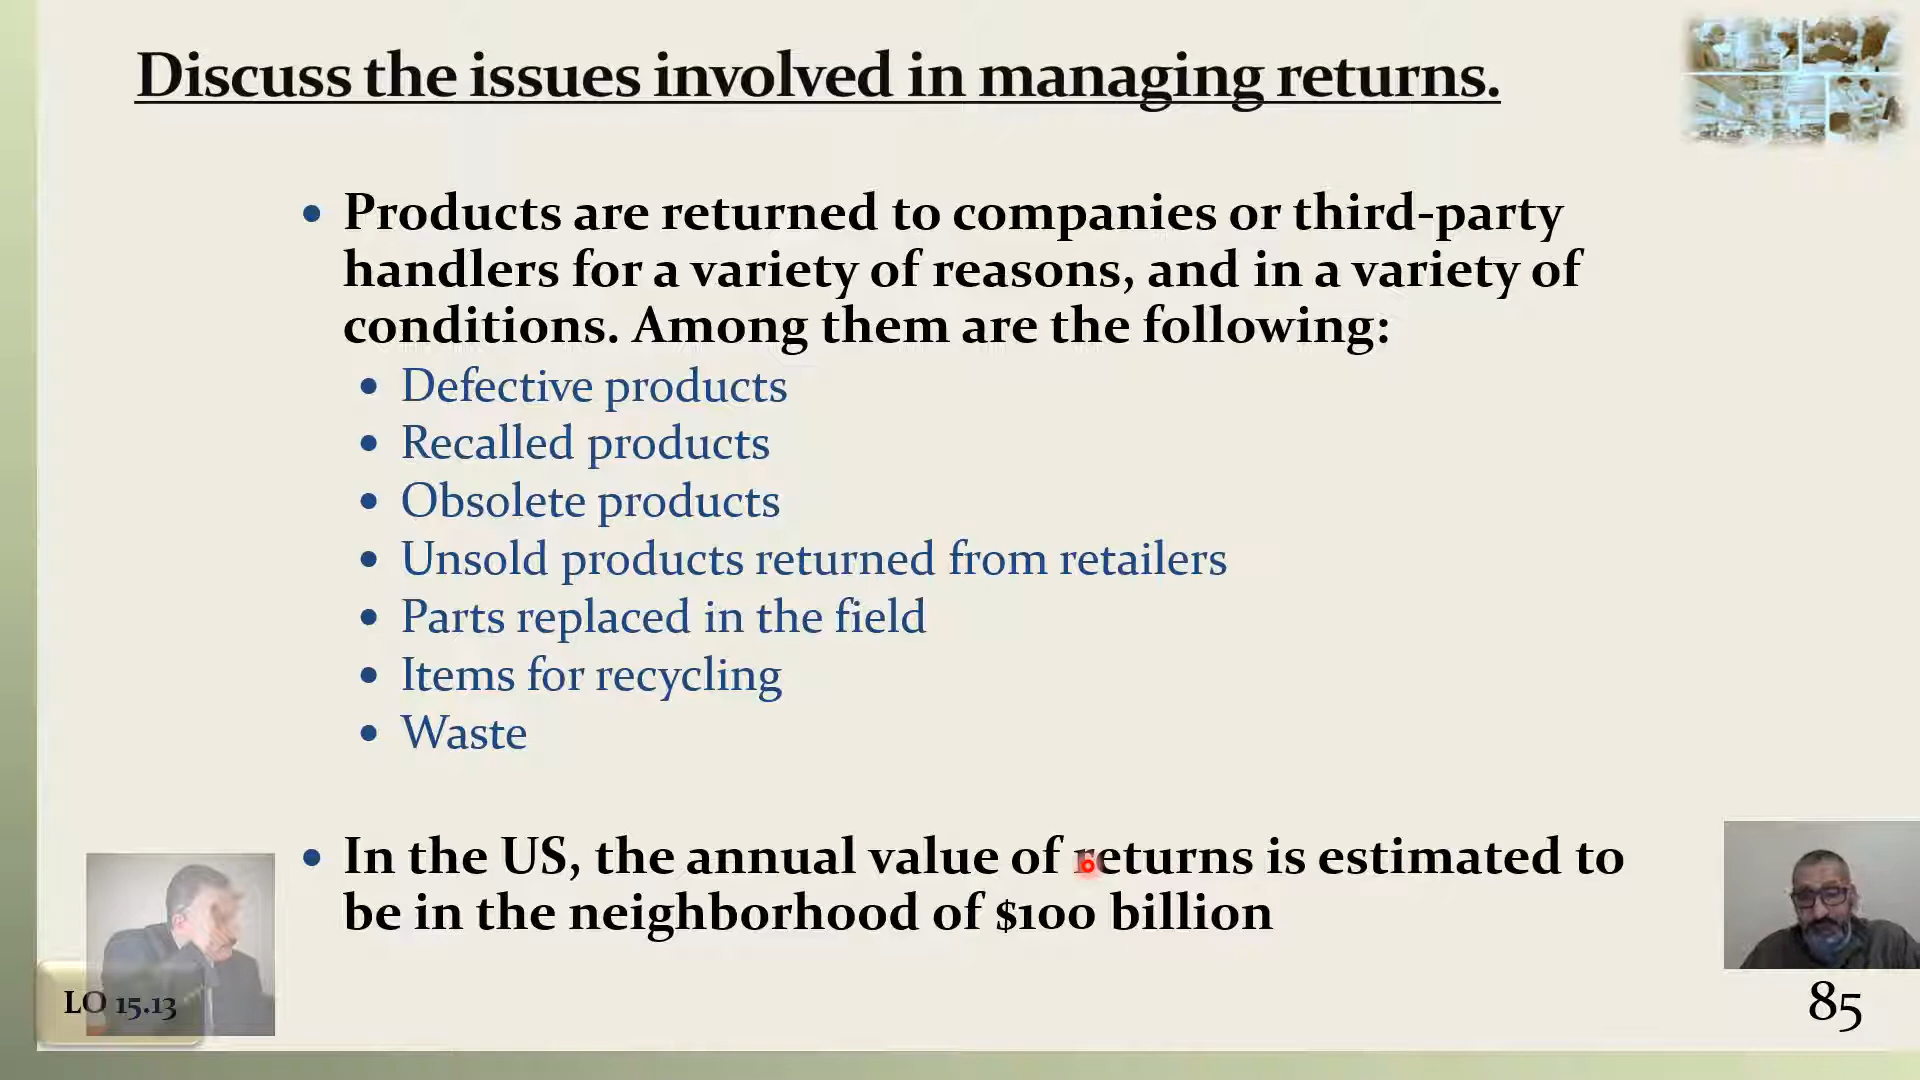 Discuss the issues involved in managing returns.
• Products are returned to companies or third-party
handlers for a variety of reasons, and in a variety of
conditions. Among them are the following:
• Defective products
• Recalled products
• Obsolete products
• Unsold products returned from retailers
• Parts replaced in the field
• Items for recycling
• Waste
• In the US, the annual value of returns is estimated to
be in the neighborhood of $100 billion
LO 15.13
85